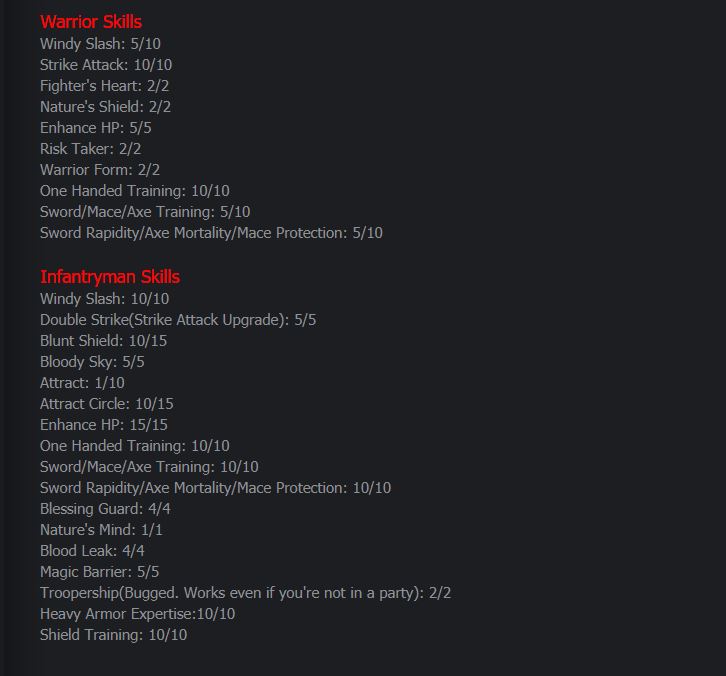 Warrior Skills
Windy Slash: 5/10
Strike Attack: 10/10
Fighter's Heart: 2/2
Nature's Shield: 2/2
Enhance HP: 5/5
Risk Taker: 2/2
Warrior Form: 2/2
One Handed Training: 10/10
Sword/Mace/Axe Training: 5/10
Sword Rapidity/Axe Mortality/Mace Protection: 5/10
Infantryman Skills
Windy Slash: 10/10
Double Strike(Strike Attack Upgrade): 5/5
Blunt Shield: 10/15
Bloody Sky: 5/5
Attract: 1/10
Attract Circle: 10/15
Enhance HP: 15/15
One Handed Training: 10/10
Sword/Mace/Axe Training: 10/10
Sword Rapidity/Axe Mortality/Mace Protection: 10/10
Blessing Guard: 4/4
Nature's Mind: 1/1
Blood Leak: 4/4
Magic Barrier: 5/5
Troopership(Bugged. Works even if you're not in a party): 2/2
Heavy Armor Expertise:10/10
Shield Training: 10/10